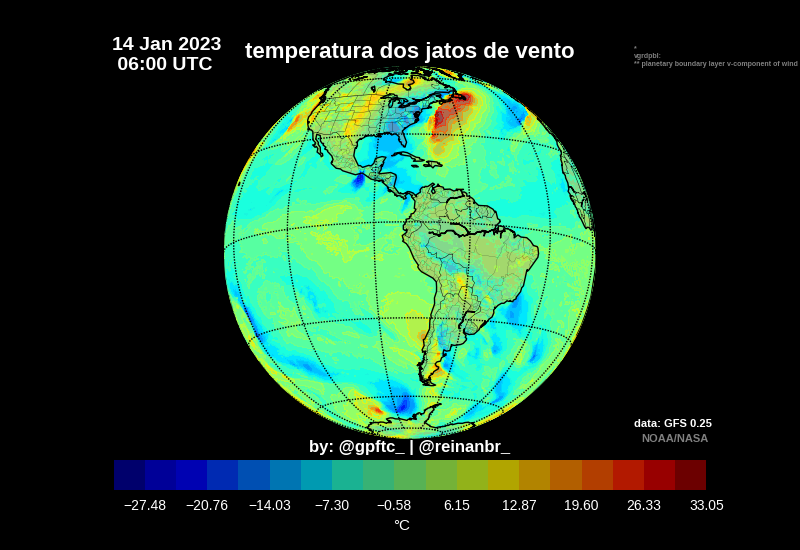 14 Jan 2023
06:00 UTC
temperatura dos jatos de vento
*
vgrdpbl:
** planetary boundary layer v-component of wind
data: GFS 0.25
NOAA/NASA
by: @gpftc_ | @reinanbr_
−27.48 −20.76 −14.03 −7.30 −0.58 6.15 12.87 19.60 26.33 33.05
°C